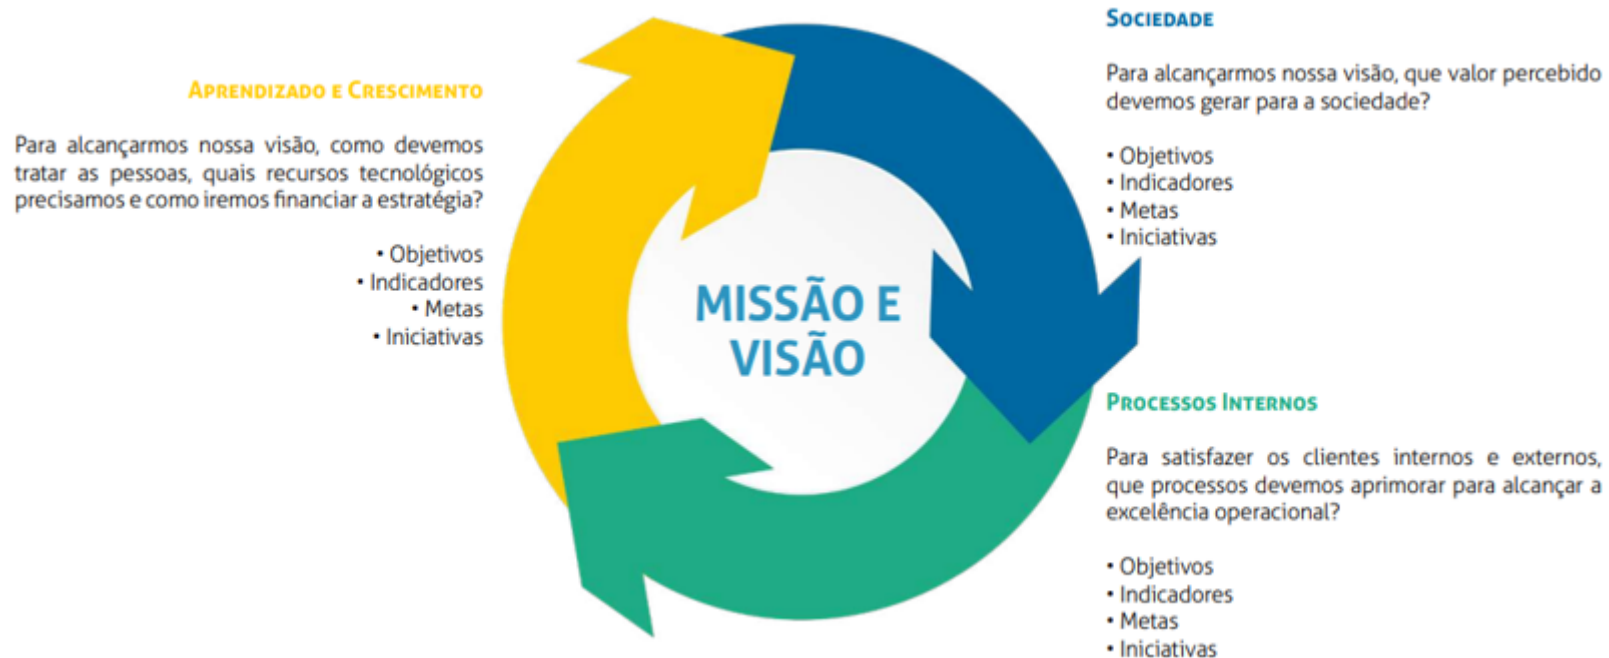 APRENDIZADO E CRESCIMENTO
Para alcançarmos nossa visão, como devemos
tratar as pessoas, quais recursos tecnológicos
precisamos e como iremos financiar a estratégia?
• Objetivos
• Indicadores
• Metas
• Iniciativas
MISSÃO E
VISÃO
SOCIEDADE
Para alcançarmos nossa visão, que valor percebido
devemos gerar para a sociedade?
• Objetivos
• Indicadores
• Metas
• Iniciativas
PROCESSOS INTERNOS
Para satisfazer os clientes internos e externos,
que processos devemos aprimorar para alcançar a
excelência operacional?
• Objetivos
• Indicadores
• Metas
• Iniciativas